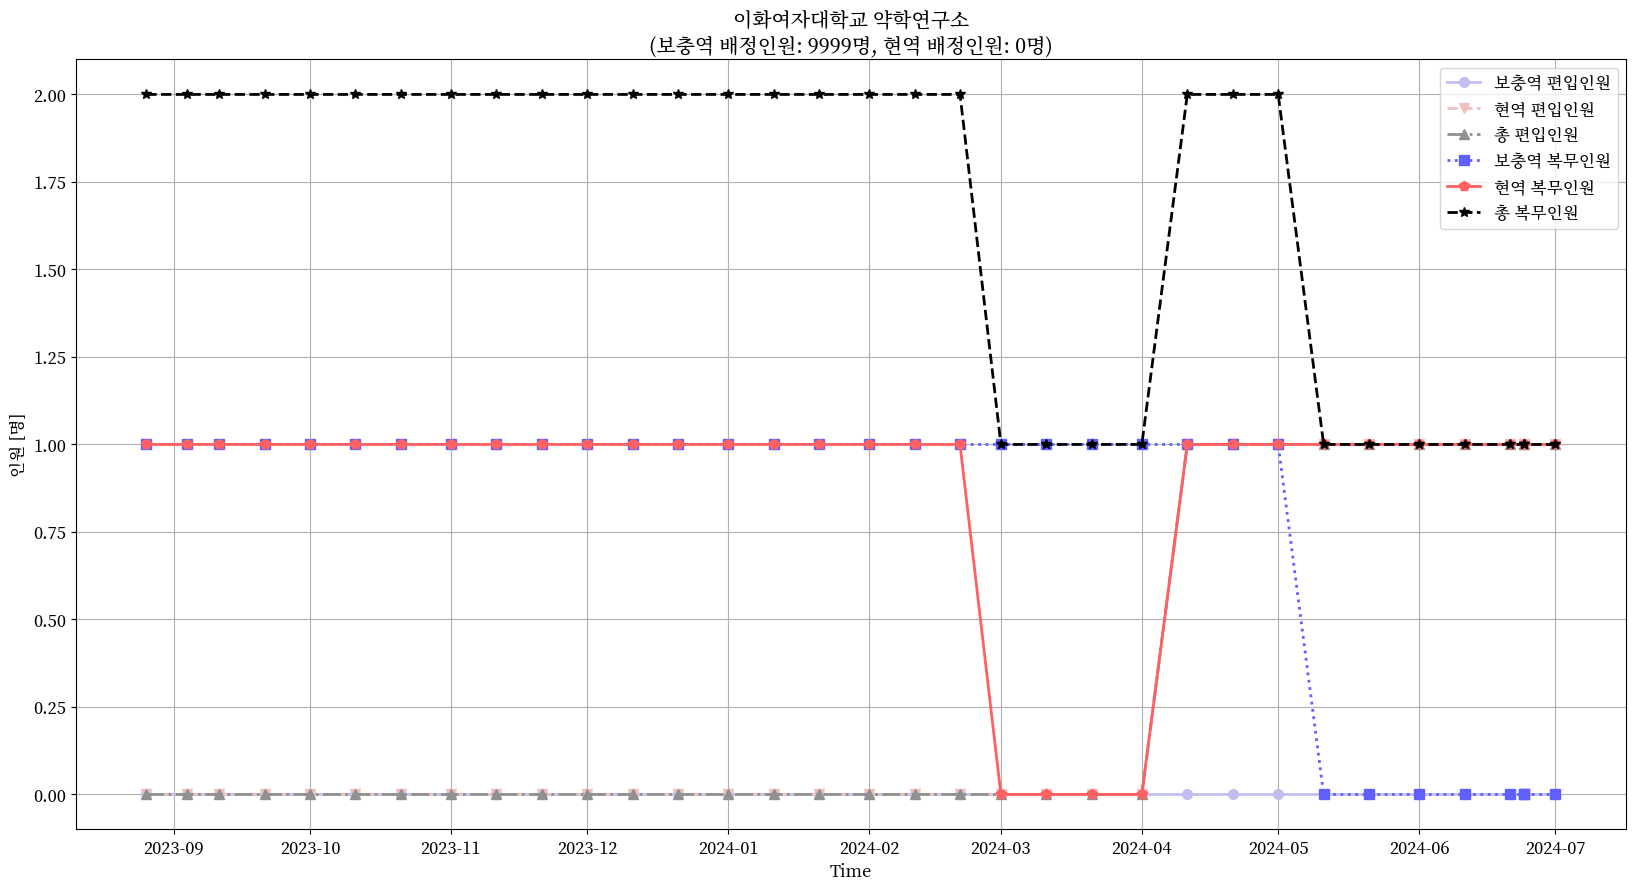 이화여자대학교 약학연구소
(보충역 배정인원: 9999명, 현역 배정인원: 0명)
보충역 편입인원
현역 편입인원
총 편입인원
보충역 복무인원
현역 복무인원
총 복무인원
인원 [명]
2.00
1.75
1.50
1.25
1.00
0.75
0.50
0.25
0.00
2023-09
2023-10
2023-11
2023-12
2024-01
2024-02
2024-03
2024-04
2024-05
2024-06
2024-07
Time